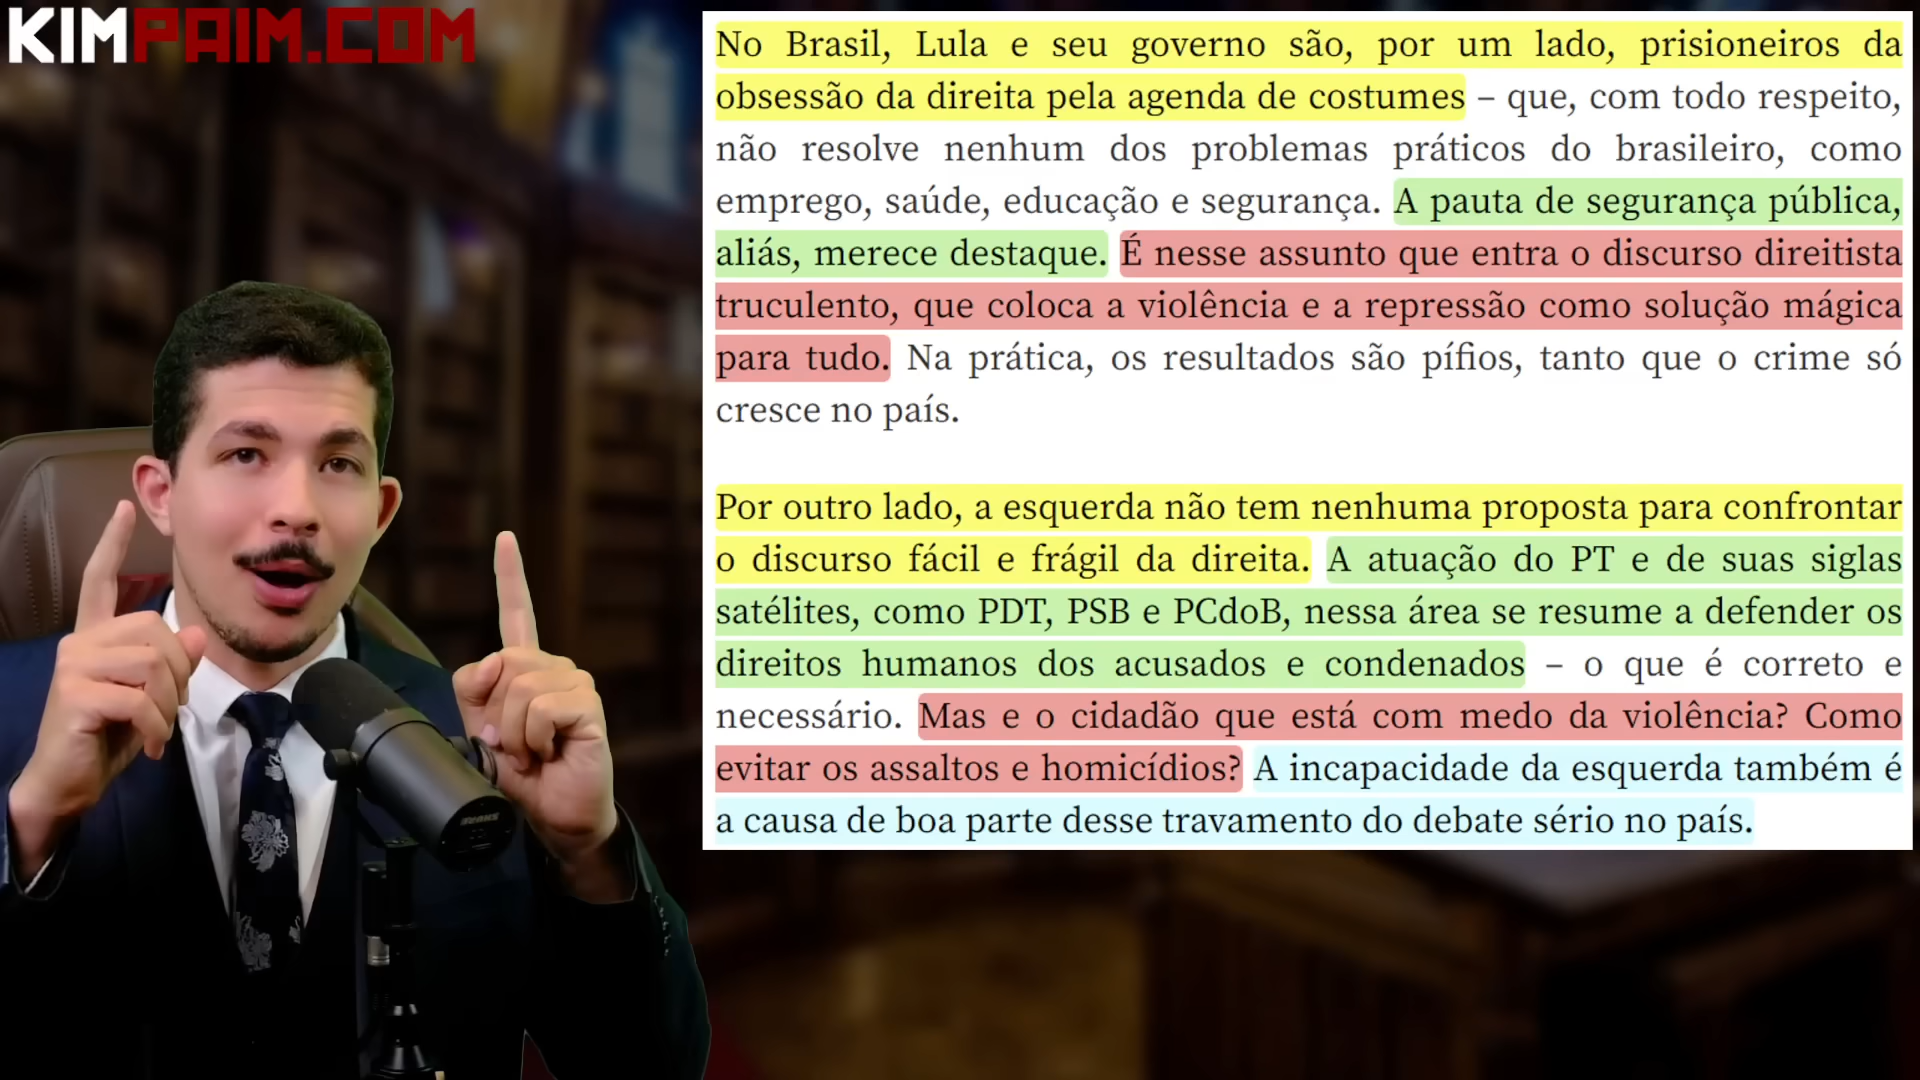 KIMPAIM.COM
No Brasil, Lula e seu governo são, por um lado, prisioneiros da
obsessão da direita pela agenda de costumes – que, com todo respeito,
não resolve nenhum dos problemas práticos do brasileiro, como
emprego, saúde, educação e segurança. A pauta de segurança pública,
aliás, merece destaque. É nesse assunto que entra o discurso direitista
truculento, que coloca a violência e a repressão como solução mágica
para tudo. Na prática, os resultados são pífios, tanto que o crime só
cresce no país.
Por outro lado, a esquerda não tem nenhuma proposta para confrontar
o discurso fácil e frágil da direita. A atuação do PT e de suas siglas
satélites, como PDT, PSB e PCdoB, nessa área se resume a defender os
direitos humanos dos acusados e condenados – o que é correto e
necessário. Mas e o cidadão que está com medo da violência? Como
evitar os assaltos e homicídios? A incapacidade da esquerda também é
a causa de boa parte desse travamento do debate sério no país.